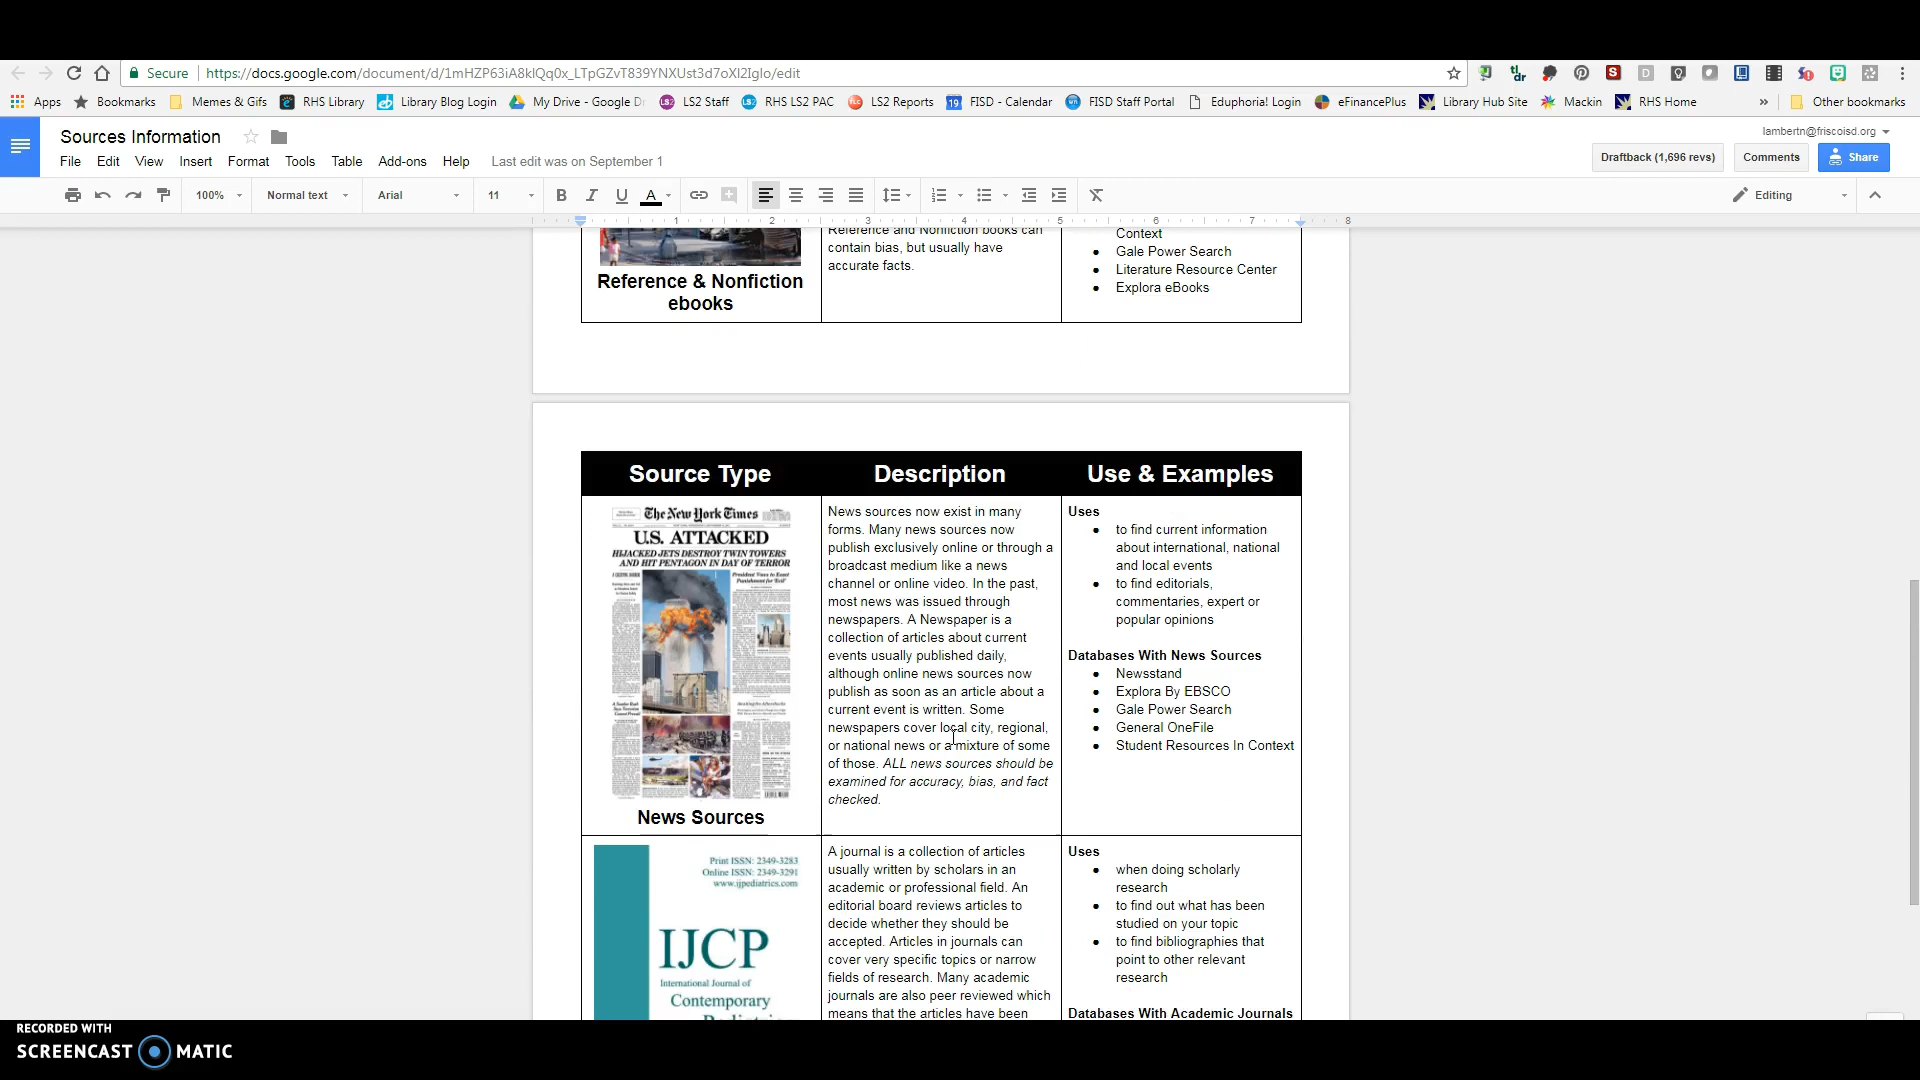 Secure
https://docs.google.com/document/d/1mHZP63iA8klQq0x_LTpGZvT839YNXUst3d7oXI2Iglo/edit
Apps Bookmarks Memes & Gifs RHS Library Library Blog Login My Drive - Google Dr LS2 Staff RHS LS2 PAC LS2 Reports FISD - Calendar FISD Staff Portal Eduphoria! Login eFinancePlus Library Hub Site Mackin RHS Home » Other bookmarks
Sources Information
lambertn@friscoisd.org
File Edit View Insert Format Tools Table Add-ons Help Last edit was on September 1
Draftback (1,696 revs) Comments Share
100% Normal text Arial 11 B I U A Editing
1 2 3 4 5 6 7 8
Reference & Nonfiction
ebooks
Reference and Nonfiction books can
contain bias, but usually have
accurate facts.
Context
Gale Power Search
Literature Resource Center
Explora eBooks
Source Type Description Use & Examples
The New York Times
U.S. ATTACKED
HIJACKED JETS DESTROY TWIN TOWERS
AND HIT PENTAGON IN DAY OF TERROR
News Sources
News sources now exist in many
forms. Many news sources now
publish exclusively online or through a
broadcast medium like a news
channel or online video. In the past,
most news was issued through
newspapers. A Newspaper is a
collection of articles about current
events usually published daily,
although online news sources now
publish as soon as an article about a
current event is written. Some
newspapers cover local city, regional,
or national news or a mixture of some
of those. ALL news sources should be
examined for accuracy, bias, and fact
checked.
Uses
to find current information
about international, national
and local events
to find editorials,
commentaries, expert or
popular opinions
Databases With News Sources
Newsstand
Explora By EBSCO
Gale Power Search
General OneFile
Student Resources In Context
Print ISSN: 2349-3283
Online ISSN: 2349-3291
www.ijpediatrics.com
IJCP
International Journal of
Contemporary
A journal is a collection of articles
usually written by scholars in an
academic or professional field. An
editorial board reviews articles to
decide whether they should be
accepted. Articles in journals can
cover very specific topics or narrow
fields of research. Many academic
journals are also peer reviewed which
means that the articles have been
Uses
when doing scholarly
research
to find out what has been
studied on your topic
to find bibliographies that
point to other relevant
research
Databases With Academic Journals
RECORDED WITH
SCREENCAST MATIC